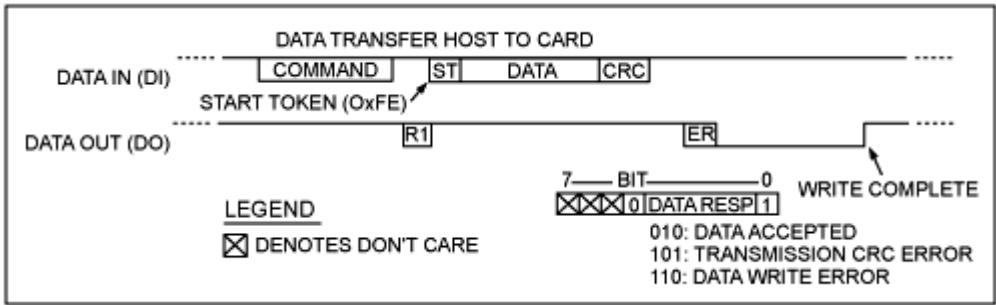 DATA TRANSFER HOST TO CARD
DATA IN (DI)
COMMAND
ST
DATA
CRC
START TOKEN (OxFE)
DATA OUT (DO)
R1
ER
WRITE COMPLETE
7 BIT 0
0 DATA RESP 1
LEGEND
DENOTES DON'T CARE
010: DATA ACCEPTED
101: TRANSMISSION CRC ERROR
110: DATA WRITE ERROR